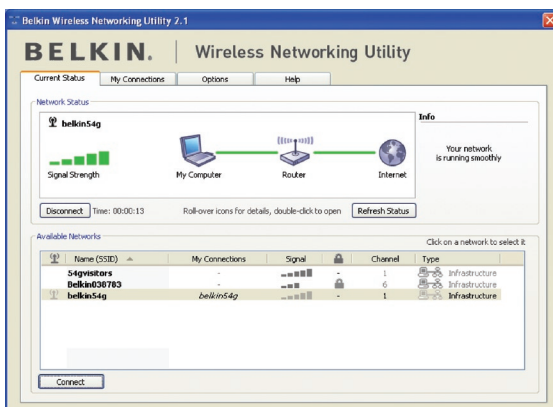 Belkin Wireless Networking Utility 2.1
BELKIN. Wireless Networking Utility
Current Status My Connections Options Help
Network Status
Info
belkin54g
Your network
is running smoothly
Signal Strength My Computer Router Internet
Disconnect Time: 00:00:13 Roll-over icons for details, double-click to open Refresh Status
Available Networks
Click on a network to select it
Name (SSID) My Connections Signal Channel Type
54gvisitors - - 1 Infrastructure
Belkin038783 - 6 Infrastructure
belkin54g belkin54g - 1 Infrastructure
Connect